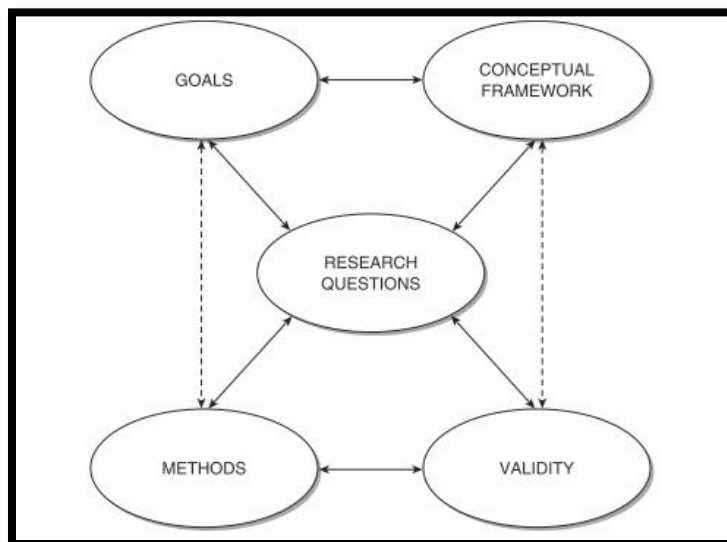 GOALS
CONCEPTUAL
FRAMEWORK
RESEARCH
QUESTIONS
METHODS
VALIDITY